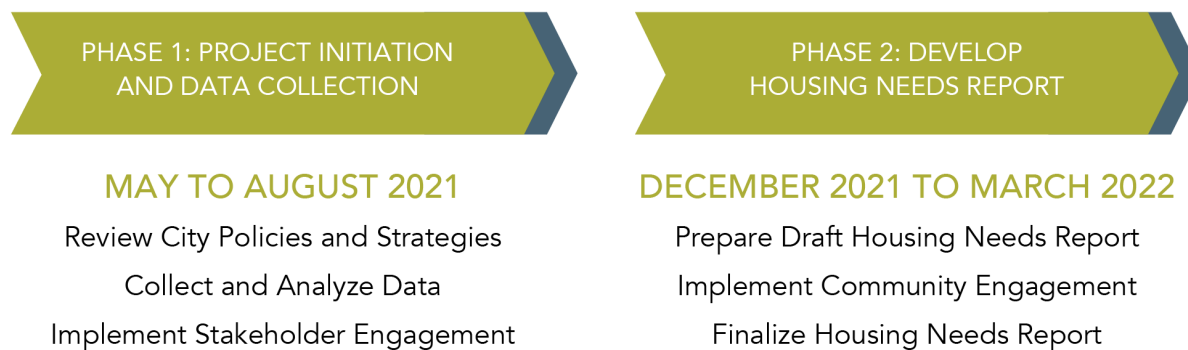 PHASE 1: PROJECT INITIATION
AND DATA COLLECTION
MAY TO AUGUST 2021
Review City Policies and Strategies
Collect and Analyze Data
Implement Stakeholder Engagement
PHASE 2: DEVELOP
HOUSING NEEDS REPORT
DECEMBER 2021 TO MARCH 2022
Prepare Draft Housing Needs Report
Implement Community Engagement
Finalize Housing Needs Report